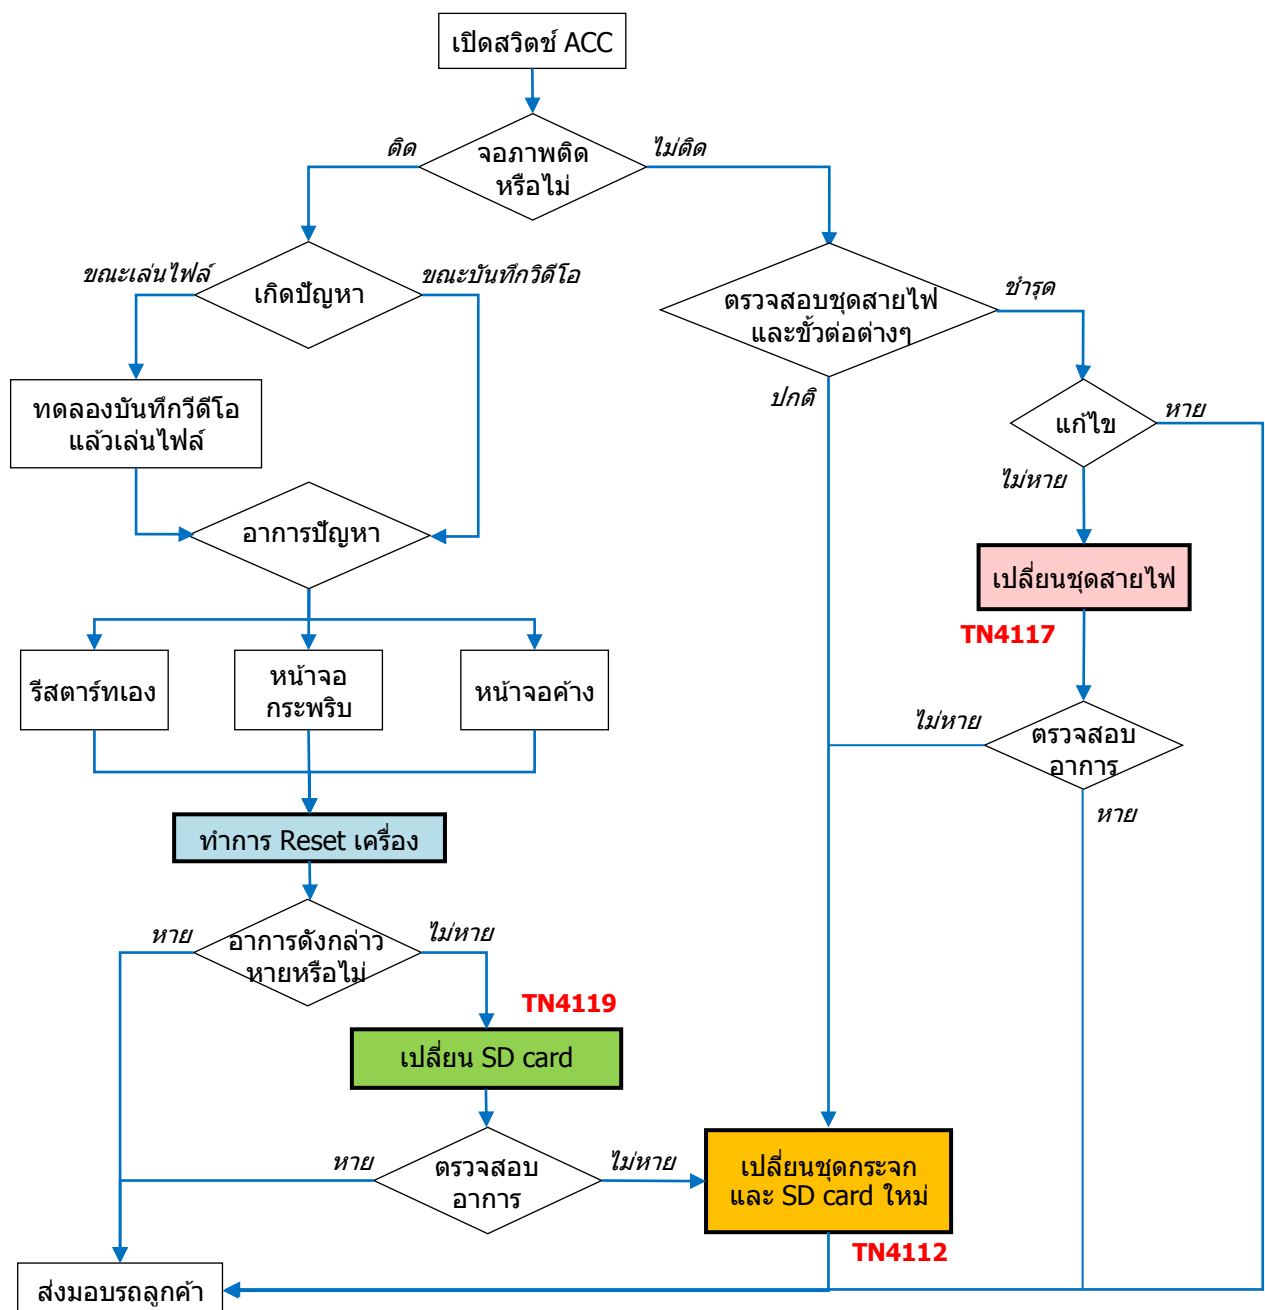 เปิดสวิตช์ ACC
ติด
จอภาพติด
หรือไม่
ไม่ติด
ขณะเล่นไฟล์
เกิดปัญหา
ขณะบันทึกวิดีโอ
ตรวจสอบชุดสายไฟ
และขั้วต่อต่างๆ
ชำรุด
ปกติ
ทดลองบันทึกวีดีโอ
แล้วเล่นไฟล์
แก้ไข
หาย
ไม่หาย
อาการปัญหา
เปลี่ยนชุดสายไฟ
TN4117
รีสตาร์ทเอง
หน้าจอ
กระพริบ
หน้าจอค้าง
ไม่หาย
ตรวจสอบ
อาการ
หาย
ทำการ Reset เครื่อง
หาย
อาการดังกล่าว
หายหรือไม่
ไม่หาย
TN4119
เปลี่ยน SD card
หาย
ตรวจสอบ
อาการ
ไม่หาย
เปลี่ยนชุดกระจก
และ SD card ใหม่
TN4112
ส่งมอบรถลูกค้า